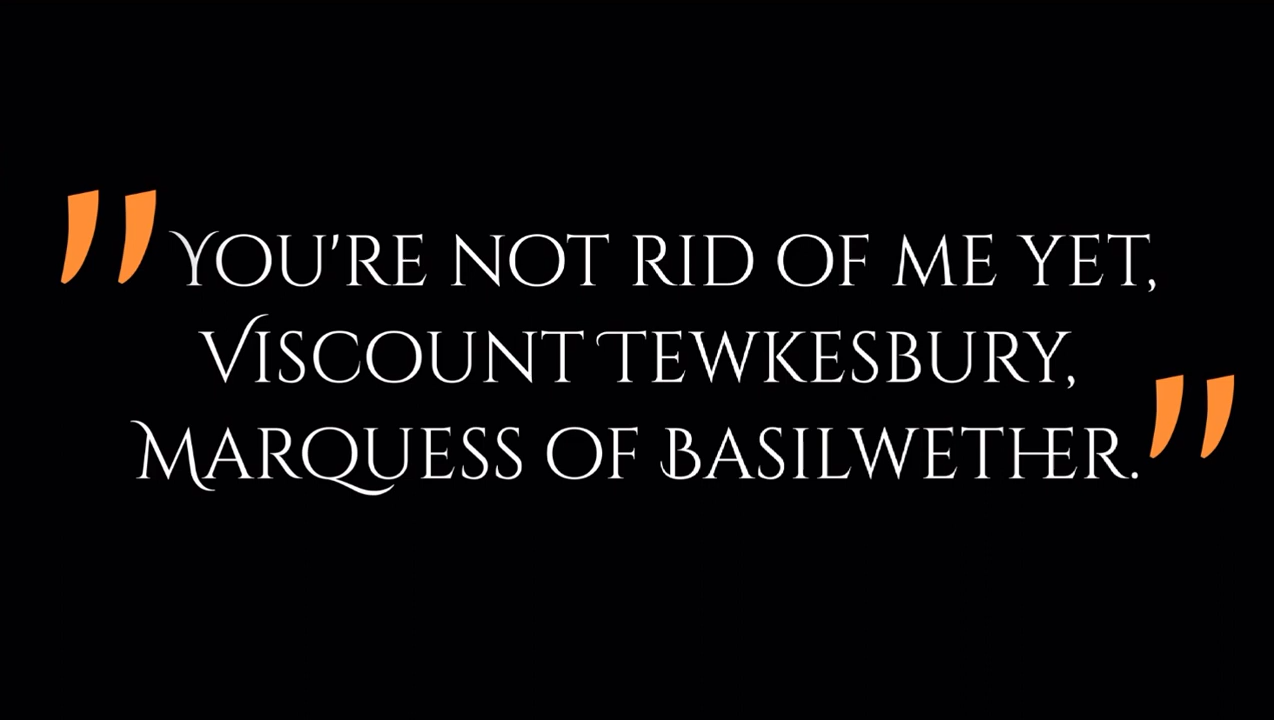 "You're not rid of me yet,
Viscount Tewkesbury,
Marquess of Basilwether."